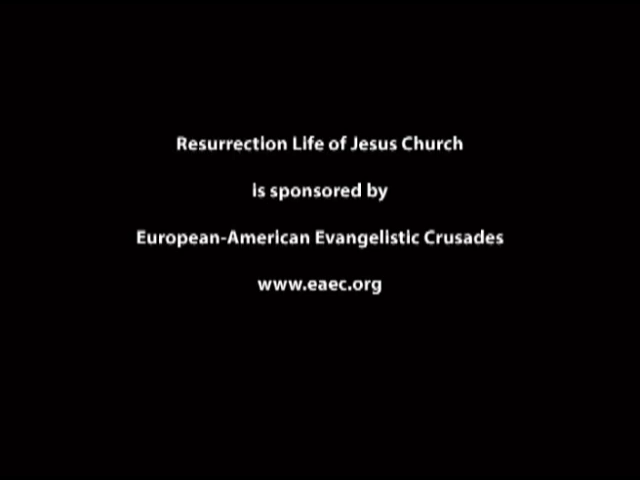 Resurrection Life of Jesus Church
is sponsored by
European-American Evangelistic Crusades
www.eaec.org